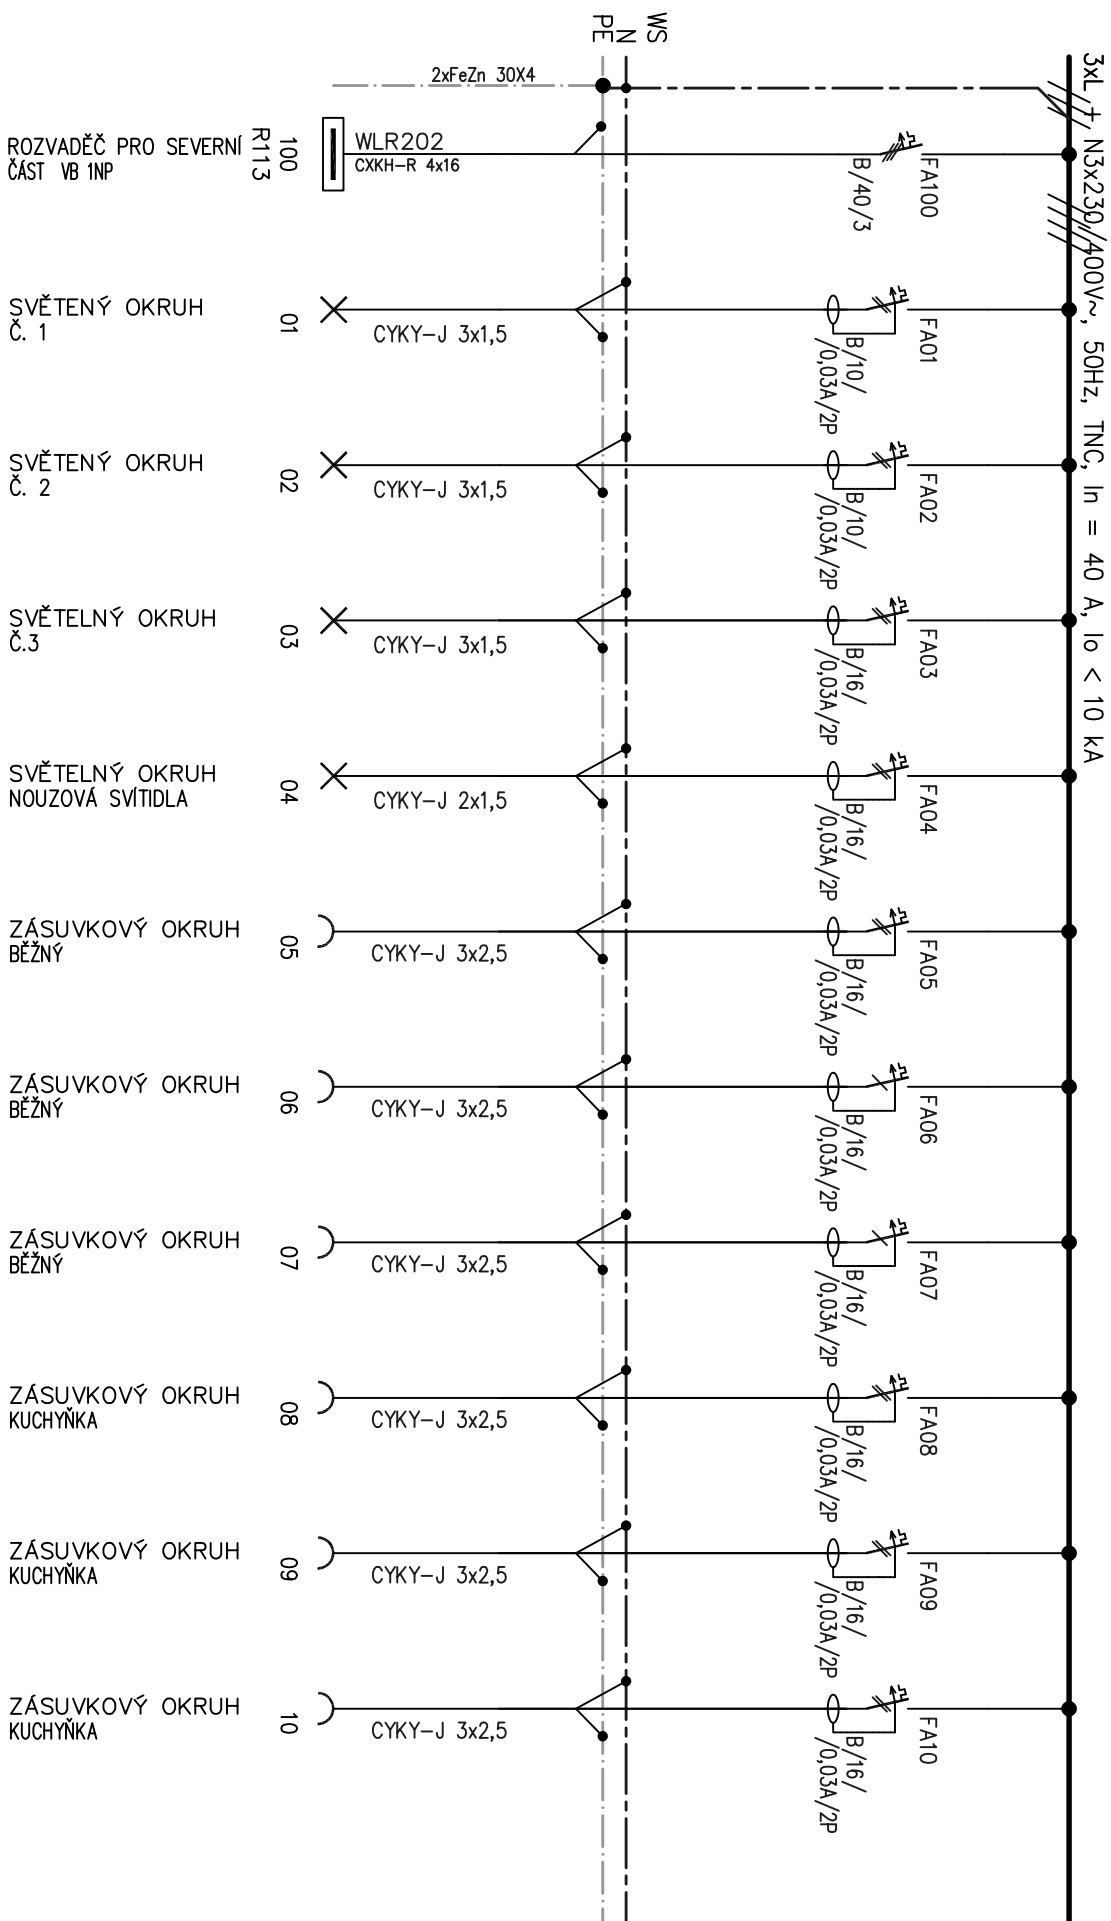 WS
N
PE
3xL + N3x230/400V~, 50Hz, TNC, In = 40 A, Io < 10 kA
2xFeZn 30X4
ROZVADĚČ PRO SEVERNÍ
ČÁST VB 1NP
100
R113
WLR202
CXKH-R 4x16
FA100
B/40/3
SVĚTENÝ OKRUH
Č. 1
01
CYKY-J 3x1,5
FA01
B/10/
/0,03A/2P
SVĚTENÝ OKRUH
Č. 2
02
CYKY-J 3x1,5
FA02
B/10/
/0,03A/2P
SVĚTELNÝ OKRUH
Č.3
03
CYKY-J 3x1,5
FA03
B/16/
/0,03A/2P
SVĚTELNÝ OKRUH
NOUZOVÁ SVÍTIDLA
04
CYKY-J 2x1,5
FA04
B/16/
/0,03A/2P
ZÁSUVKOVÝ OKRUH
BĚŽNÝ
05
CYKY-J 3x2,5
FA05
B/16/
/0,03A/2P
ZÁSUVKOVÝ OKRUH
BĚŽNÝ
06
CYKY-J 3x2,5
FA06
B/16/
/0,03A/2P
ZÁSUVKOVÝ OKRUH
BĚŽNÝ
07
CYKY-J 3x2,5
FA07
B/16/
/0,03A/2P
ZÁSUVKOVÝ OKRUH
KUCHYŇKA
08
CYKY-J 3x2,5
FA08
B/16/
/0,03A/2P
ZÁSUVKOVÝ OKRUH
KUCHYŇKA
09
CYKY-J 3x2,5
FA09
B/16/
/0,03A/2P
ZÁSUVKOVÝ OKRUH
KUCHYŇKA
10
CYKY-J 3x2,5
FA10
B/16/
/0,03A/2P